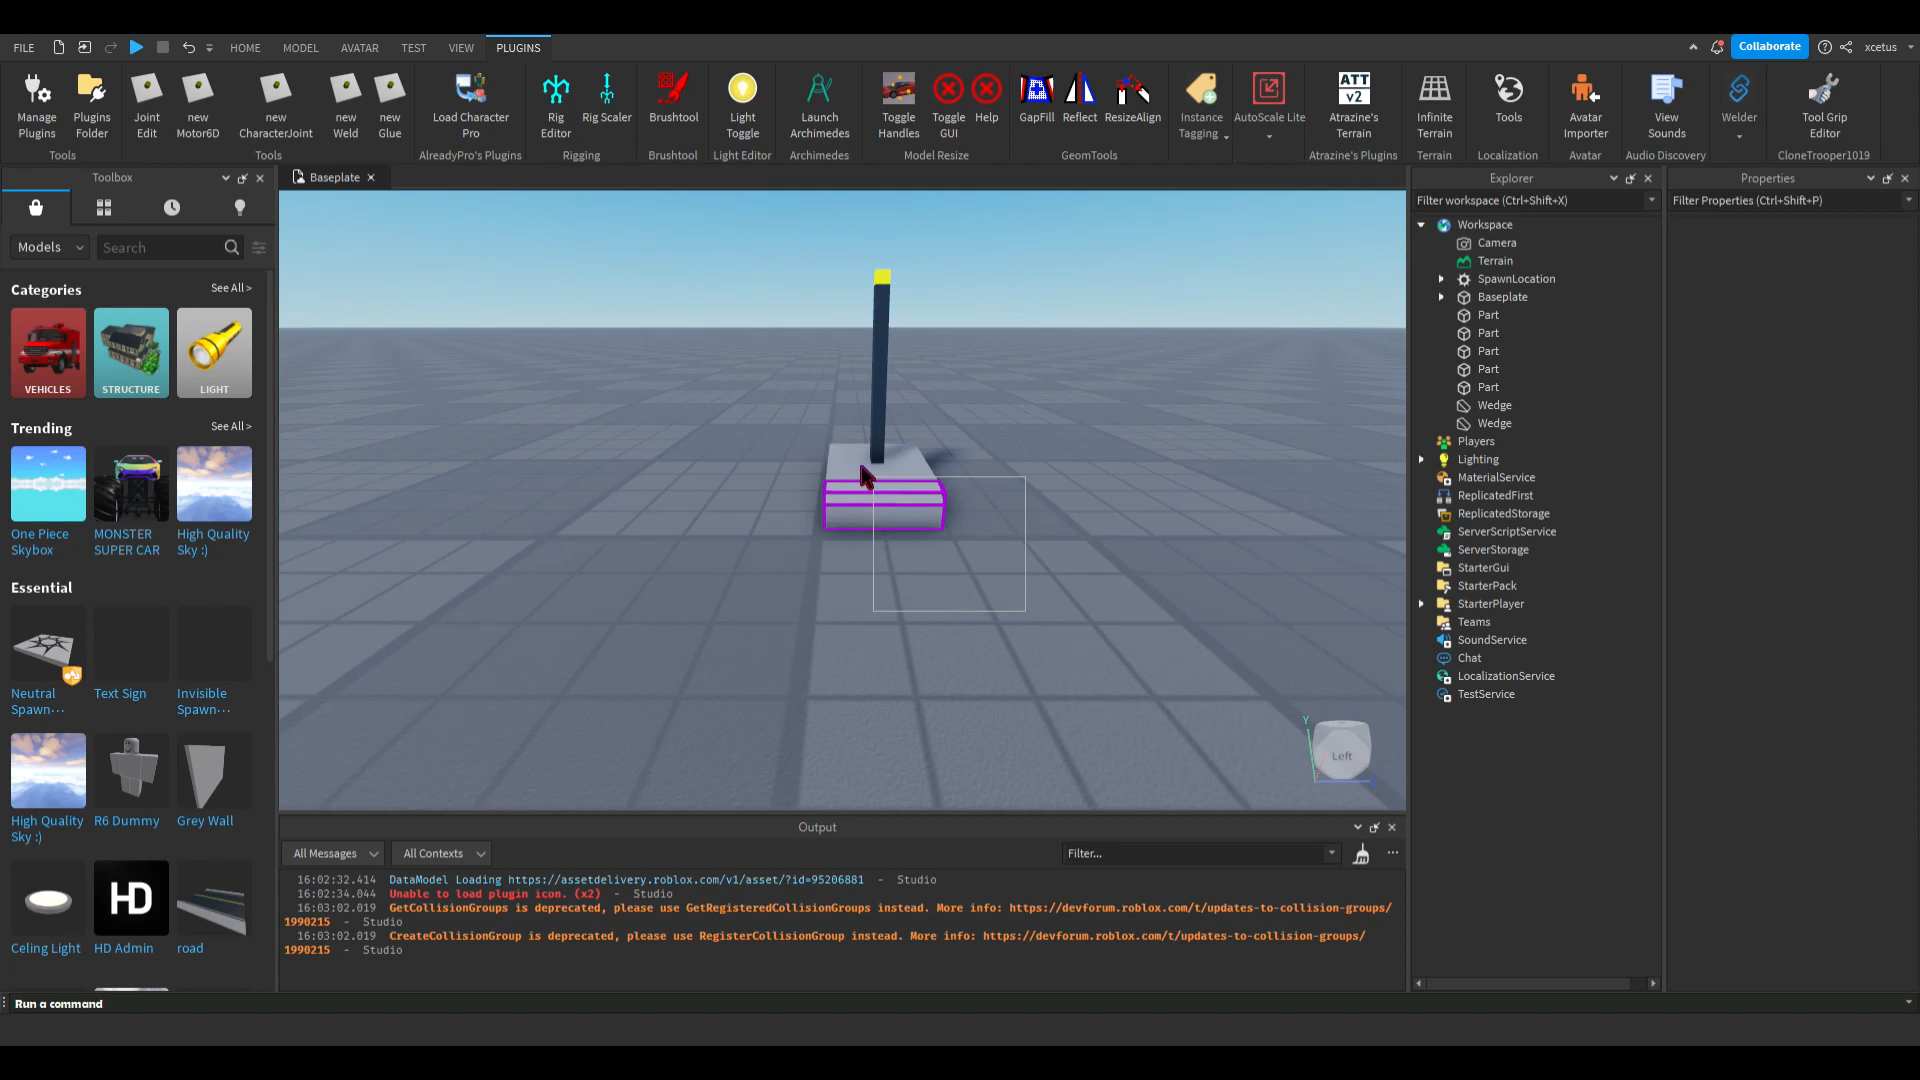 FILE HOME MODEL AVATAR TEST VIEW PLUGINS Collaborate xcetus
Manage Plugins
Plugins Folder
Joint Edit
new Motor6D
new CharacterJoint
new Weld
new Glue
Load Character Pro
Rig Editor
Rig Scaler
Brushtool
Light Toggle
Launch Archimedes
Toggle Handles
Toggle GUI
Help
GapFill
Reflect
ResizeAlign
Instance Tagging
AutoScale Lite
ATT v2
Atrazine's Terrain
Infinite Terrain
Tools
Avatar Importer
View Sounds
Welder
Tool Grip Editor
Tools Tools AlreadyPro's Plugins Rigging Brushtool Light Editor Archimedes Model Resize GeomTools Atrazine's Plugins Terrain Localization Avatar Audio Discovery CloneTrooper1019
Toolbox
Models Search
Categories See All >
VEHICLES STRUCTURE LIGHT
Trending See All >
One Piece Skybox
MONSTER SUPER CAR
High Quality Sky :)
Essential
Neutral Spawn···
Text Sign
Invisible Spawn···
High Quality Sky :)
R6 Dummy
Grey Wall
HD
Celing Light
HD Admin
road
Baseplate
Y
Left
Output
All Messages All Contexts Filter...
16:02:32.414 DataModel Loading https://assetdelivery.roblox.com/v1/asset/?id=95206881 - Studio
16:02:34.044 Unable to load plugin icon. (x2) - Studio
16:03:02.019 GetCollisionGroups is deprecated, please use GetRegisteredCollisionGroups instead. More info: https://devforum.roblox.com/t/updates-to-collision-groups/
1990215 - Studio
16:03:02.019 CreateCollisionGroup is deprecated, please use RegisterCollisionGroup instead. More info: https://devforum.roblox.com/t/updates-to-collision-groups/
1990215 - Studio
Explorer
Filter workspace (Ctrl+Shift+X)
Workspace
Camera
Terrain
SpawnLocation
Baseplate
Part
Part
Part
Part
Part
Wedge
Wedge
Players
Lighting
MaterialService
ReplicatedFirst
ReplicatedStorage
ServerScriptService
ServerStorage
StarterGui
StarterPack
StarterPlayer
Teams
SoundService
Chat
LocalizationService
TestService
Properties
Filter Properties (Ctrl+Shift+P)
Run a command